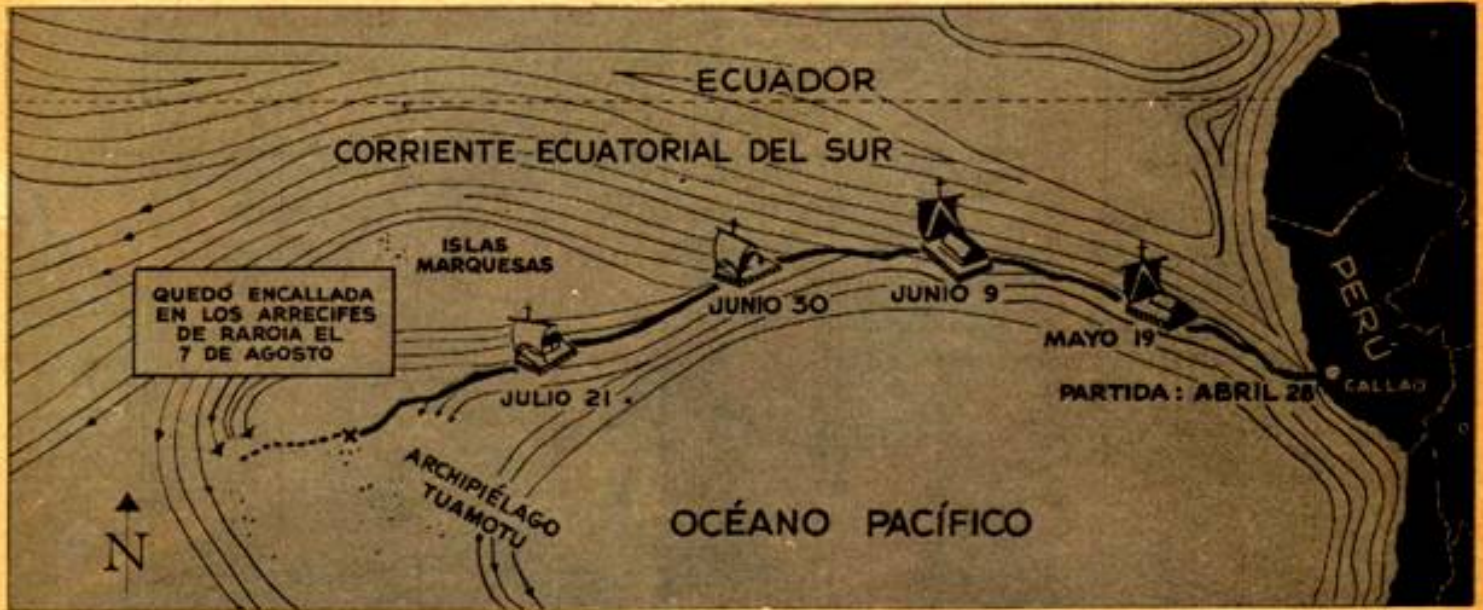 ECUADOR
CORRIENTE ECUATORIAL DEL SUR
ISLAS
MARQUESAS
QUEDÓ ENCALLADA
EN LOS ARRECIFES
DE RAROIA EL
7 DE AGOSTO
JUNIO 30
JUNIO 9
MAYO 19
PERU
PARTIDA: ABRIL 28
CALLAO
JULIO 21
ARCHIPIÉLAGO
TUAMOTU
OCÉANO PACÍFICO
N